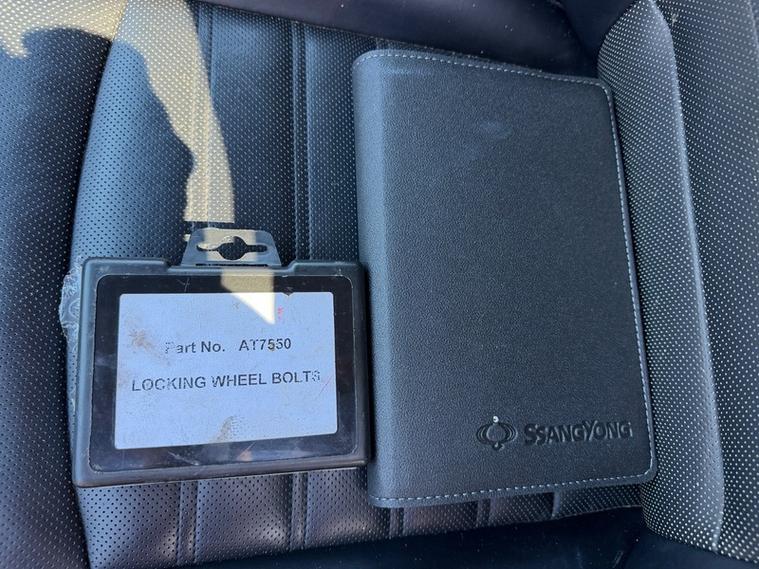 Part No. AT7550
LOCKING WHEEL BOLTS
SSANGYONG